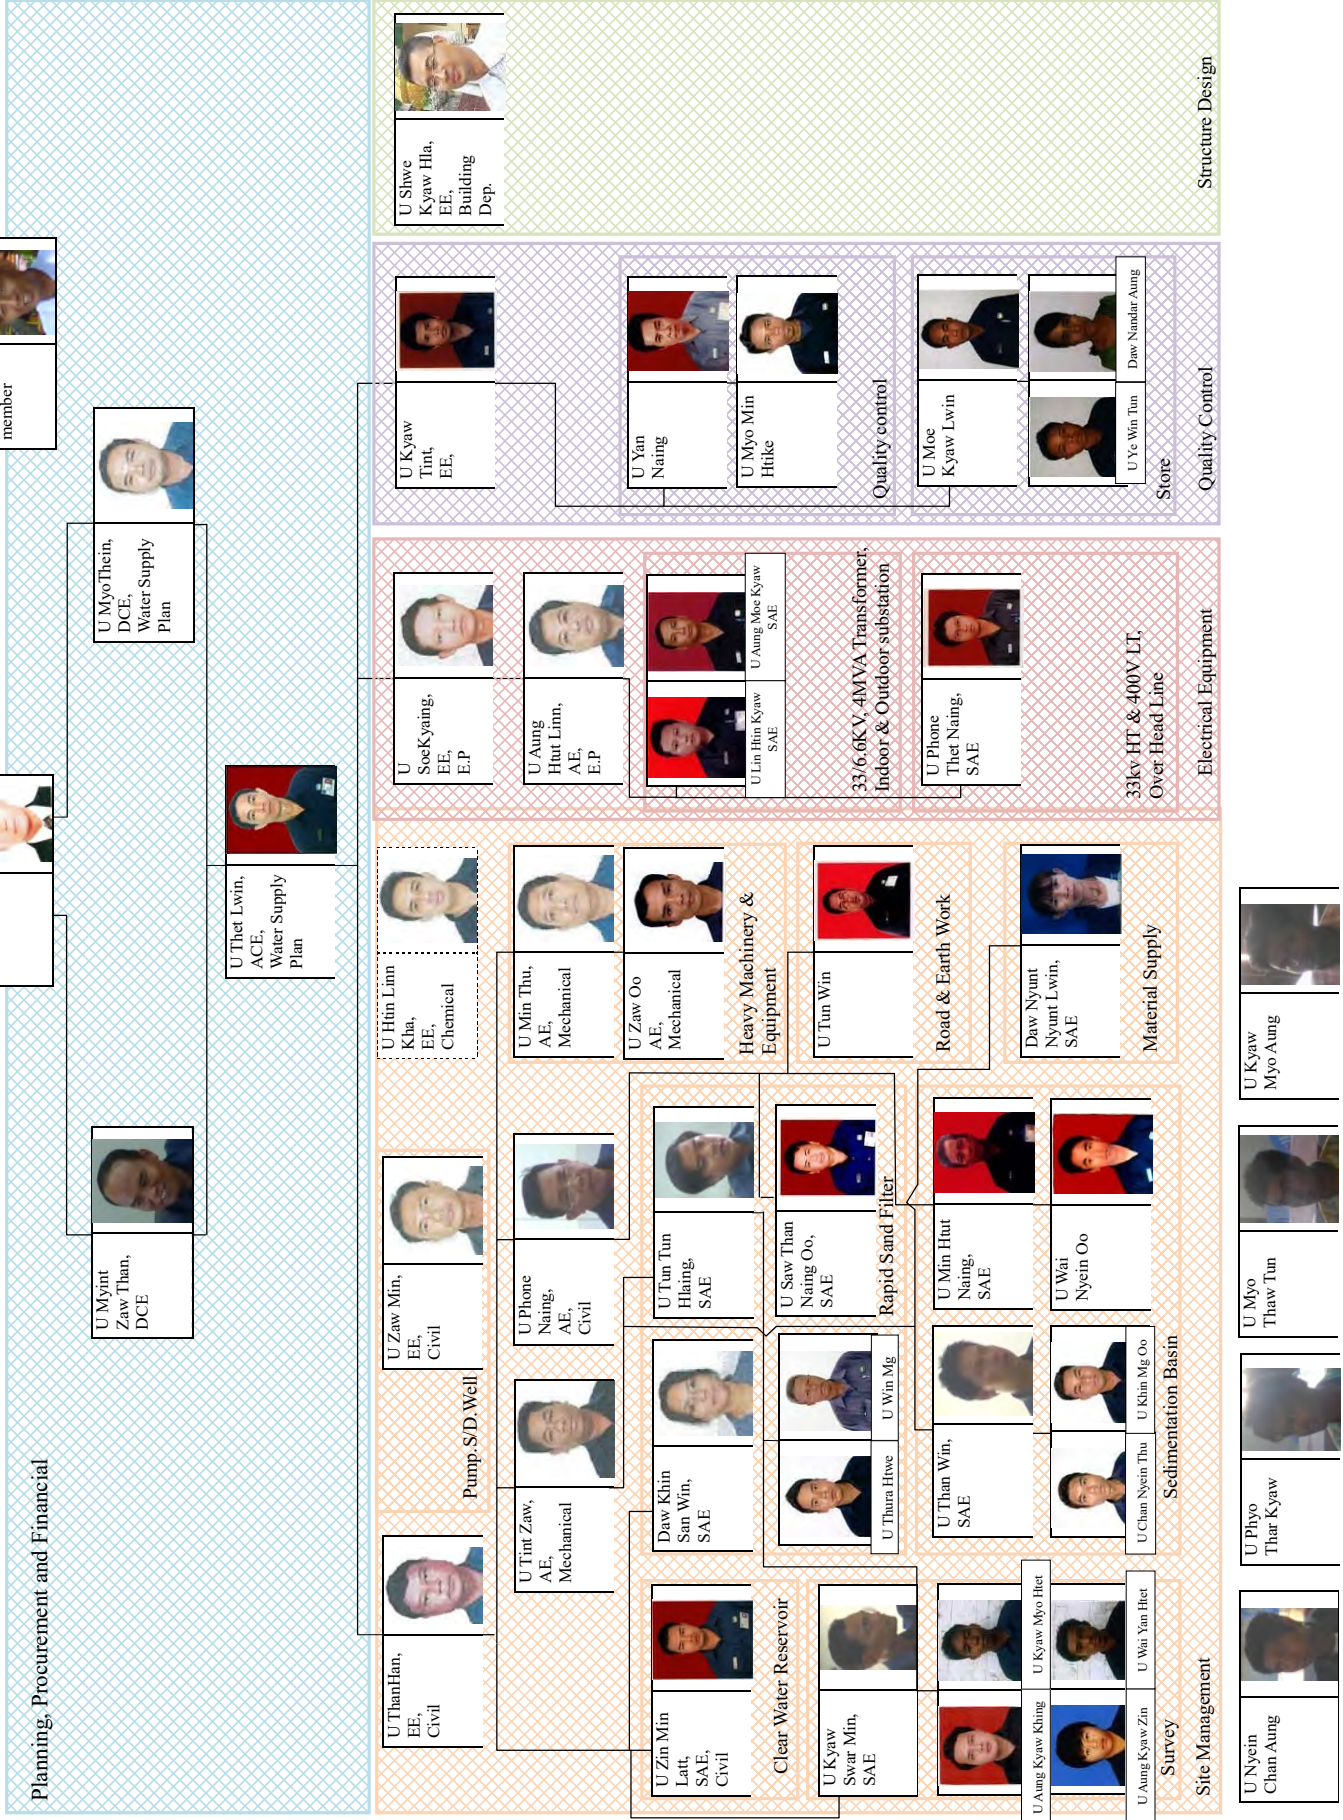 Planning, Procurement and Financial
member
U Myint
Zaw Than,
DCE
U MyoThein,
DCE,
Water Supply
Plan
U Thet Lwin,
ACE,
Water Supply
Plan
U ThanHan,
EE,
Civil
U Zaw Min,
EE,
Civil
Pump.S/D.Well
U Htin Linn
Kha,
EE,
Chemical
U
SoeKyaing,
EE,
E.P
U Kyaw
Tint,
EE,
U Shwe
Kyaw Hla,
EE,
Building
Dep.
U Tint Zaw,
AE,
Mechanical
U Phone
Naing,
AE,
Civil
U Min Thu,
AE,
Mechanical
U Zaw Oo
AE,
Mechanical
Heavy Machinery &
Equipment
U Aung
Htut Linn,
AE,
E.P
U Zin Min
Latt,
SAE,
Civil
Clear Water Reservoir
Daw Khin
San Win,
SAE
U Thura Htwe
U Win Mg
U Tun Tun
Hlaing,
SAE
U Saw Than
Naing Oo,
SAE
Rapid Sand Filter
U Tun Win
Road & Earth Work
U Lin Htin Kyaw
SAE
U Aung Moe Kyaw
SAE
33/6.6KV, 4MVA Transformer,
Indoor & Outdoor substation
U Yan
Naing
U Myo Min
Htike
Quality control
U Kyaw
Swar Min,
SAE
U Aung Kyaw Khing
U Kyaw Myo Htet
U Aung Kyaw Zin
U Wai Yan Htet
Survey
U Than Win,
SAE
U Chan Nyein Thu
U Khin Mg Oo
U Min Htut
Naing,
SAE
U Wai
Nyein Oo
Sedimentation Basin
Daw Nyunt
Nyunt Lwin,
SAE
Material Supply
U Phone
Thet Naing,
SAE
33kv HT & 400V LT,
Over Head Line
U Moe
Kyaw Lwin
U Ye Win Tun
Daw Nandar Aung
Store
Site Management
Electrical Equipment
Quality Control
Structure Design
U Nyein
Chan Aung
U Phyo
Thar Kyaw
U Myo
Thaw Tun
U Kyaw
Myo Aung